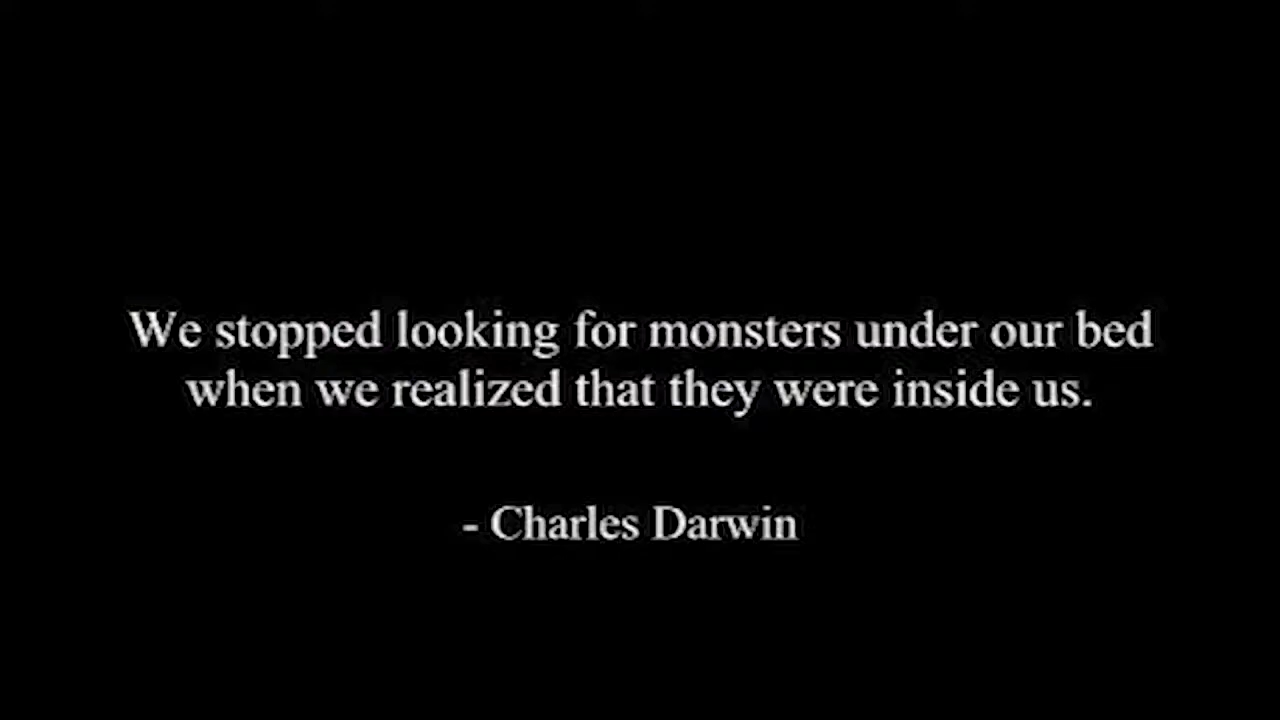 We stopped looking for monsters under our bed
when we realized that they were inside us.
- Charles Darwin